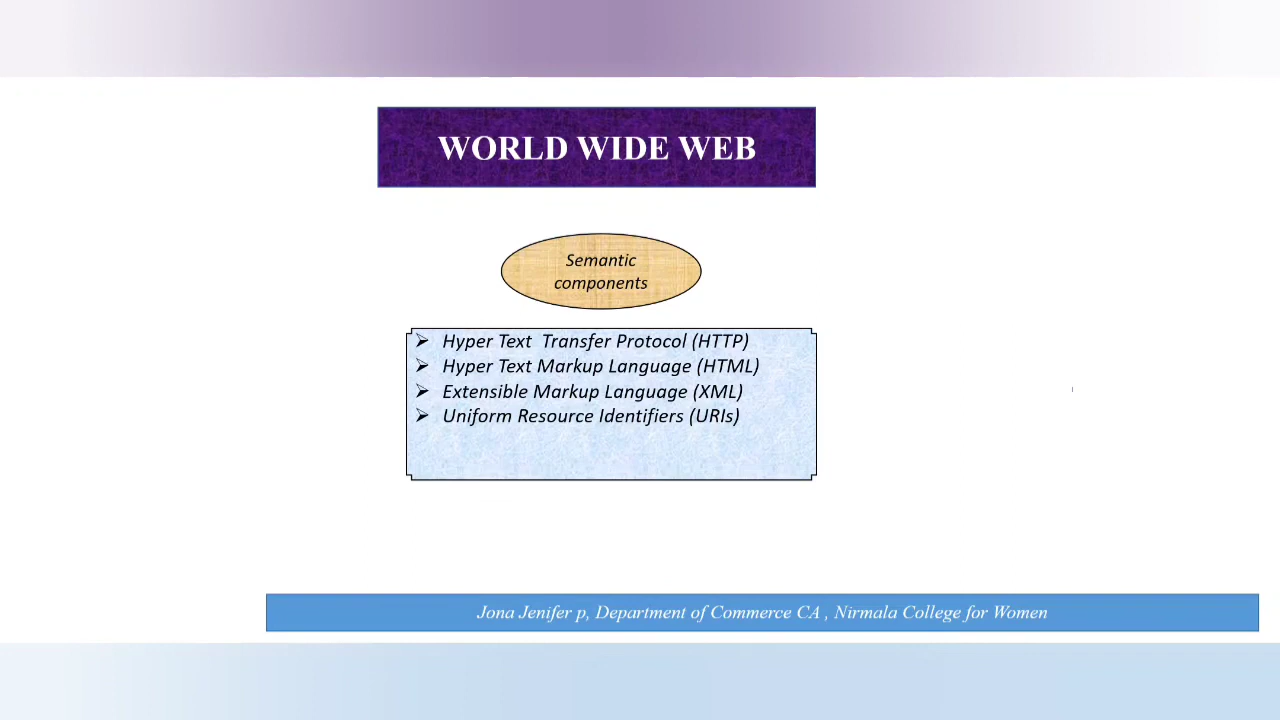 WORLD WIDE WEB
Semantic
components
➢ Hyper Text Transfer Protocol (HTTP)
➢ Hyper Text Markup Language (HTML)
➢ Extensible Markup Language (XML)
➢ Uniform Resource Identifiers (URIs)
Jona Jenifer p, Department of Commerce CA , Nirmala College for Women